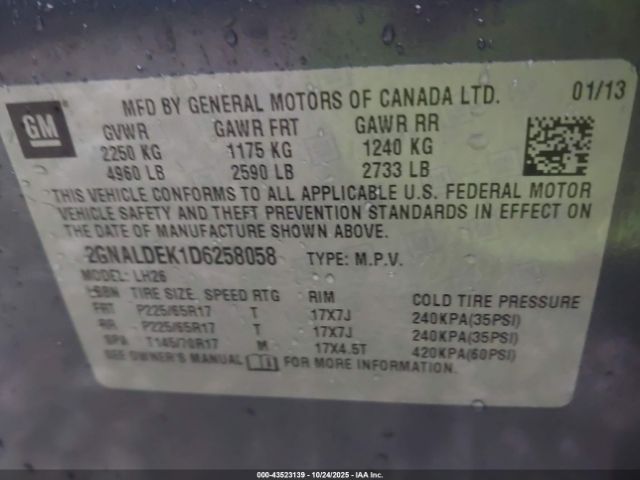 MFD BY GENERAL MOTORS OF CANADA LTD. 01/13
GM
GVWR GAWR FRT GAWR RR
2250 KG 1175 KG 1240 KG
4960 LB 2590 LB 2733 LB
THIS VEHICLE CONFORMS TO ALL APPLICABLE U.S. FEDERAL MOTOR
VEHICLE SAFETY AND THEFT PREVENTION STANDARDS IN EFFECT ON
THE DATE OF MANUFACTURE SHOWN ABOVE.
2GNALDEK1D6258058 TYPE: M.P.V.
MODEL: LH26
TIRE SIZE SPEED RTG RIM COLD TIRE PRESSURE
FRT P225/65R17 T 17X7J 240KPA(35PSI)
RR P225/65R17 T 17X7J 240KPA(35PSI)
SPA T145/70R17 M 17X4.5T 420KPA(60PSI)
SEE OWNER'S MANUAL FOR MORE INFORMATION.
000-43523139 - 10/24/2025 - IAA Inc.